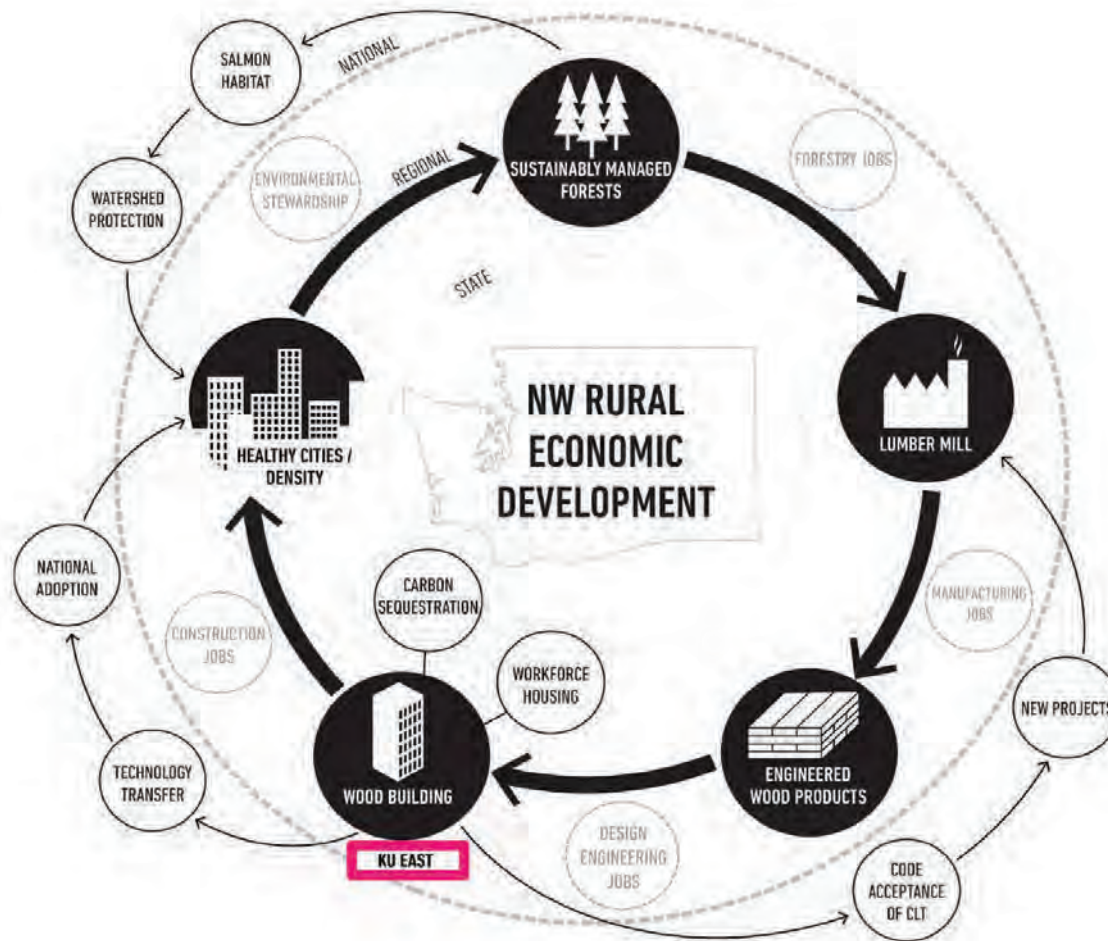 SALMON
HABITAT
NATIONAL
WATERSHED
PROTECTION
ENVIRONMENTAL
STEWARDSHIP
REGIONAL
STATE
SUSTAINABLY MANAGED
FORESTS
FORESTRY JOBS
HEALTHY CITIES /
DENSITY
NW RURAL
ECONOMIC
DEVELOPMENT
LUMBER MILL
NATIONAL
ADOPTION
CONSTRUCTION
JOBS
CARBON
SEQUESTRATION
WORKFORCE
HOUSING
MANUFACTURING
JOBS
NEW PROJECTS
TECHNOLOGY
TRANSFER
WOOD BUILDING
KU EAST
ENGINEERED
WOOD PRODUCTS
DESIGN
ENGINEERING
JOBS
CODE
ACCEPTANCE
OF CLT